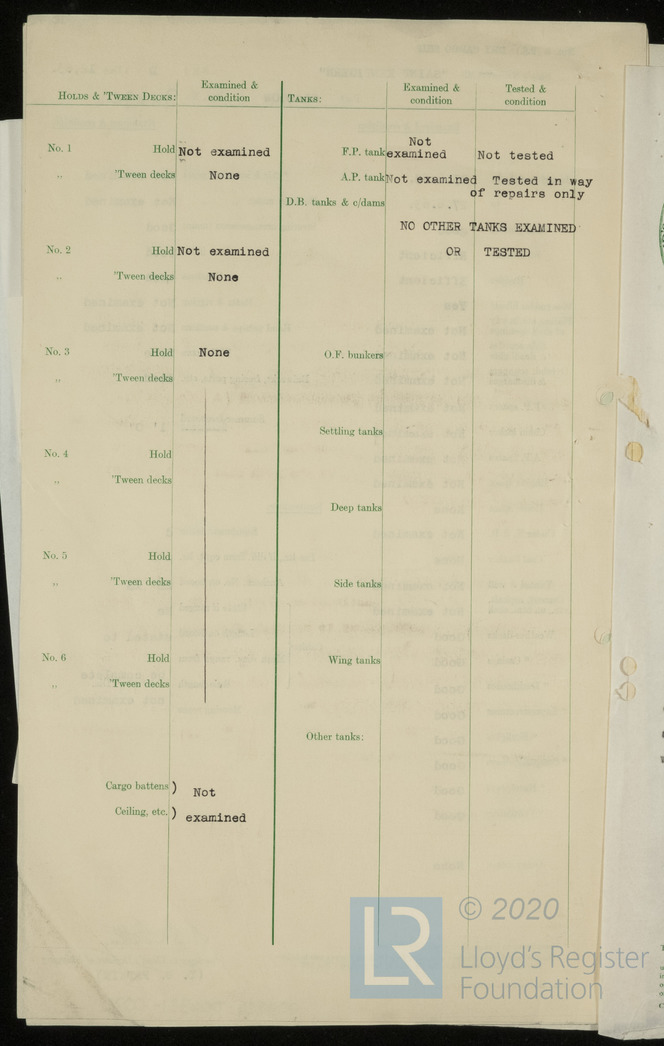 HOLDS & 'TWEEN DECKS: Examined & condition TANKS: Examined & condition Tested & condition
No. 1 Hold Not examined F.P. tank Not examined Not tested
,, 'Tween decks None A.P. tank Not examined Tested in way of repairs only
D.B. tanks & c/dams
NO OTHER TANKS EXAMINED
No. 2 Hold Not examined OR TESTED
,, 'Tween decks None
No. 3 Hold None O.F. bunkers
,, 'Tween decks
Settling tanks
No. 4 Hold
,, 'Tween decks
Deep tanks
No. 5 Hold
,, 'Tween decks Side tanks
No. 6 Hold Wing tanks
,, 'Tween decks
Other tanks:
Cargo battens ) Not
Ceiling, etc. ) examined
LR
© 2020
Lloyd's Register
Foundation